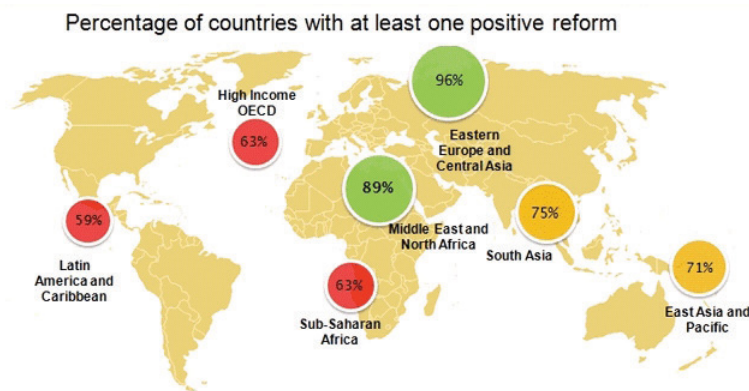 Percentage of countries with at least one positive reform
96%
High Income
OECD
63%
Eastern
Europe and
Central Asia
89%
Middle East and
North Africa
75%
South Asia
59%
Latin
America and
Caribbean
63%
Sub-Saharan
Africa
71%
East Asia and
Pacific